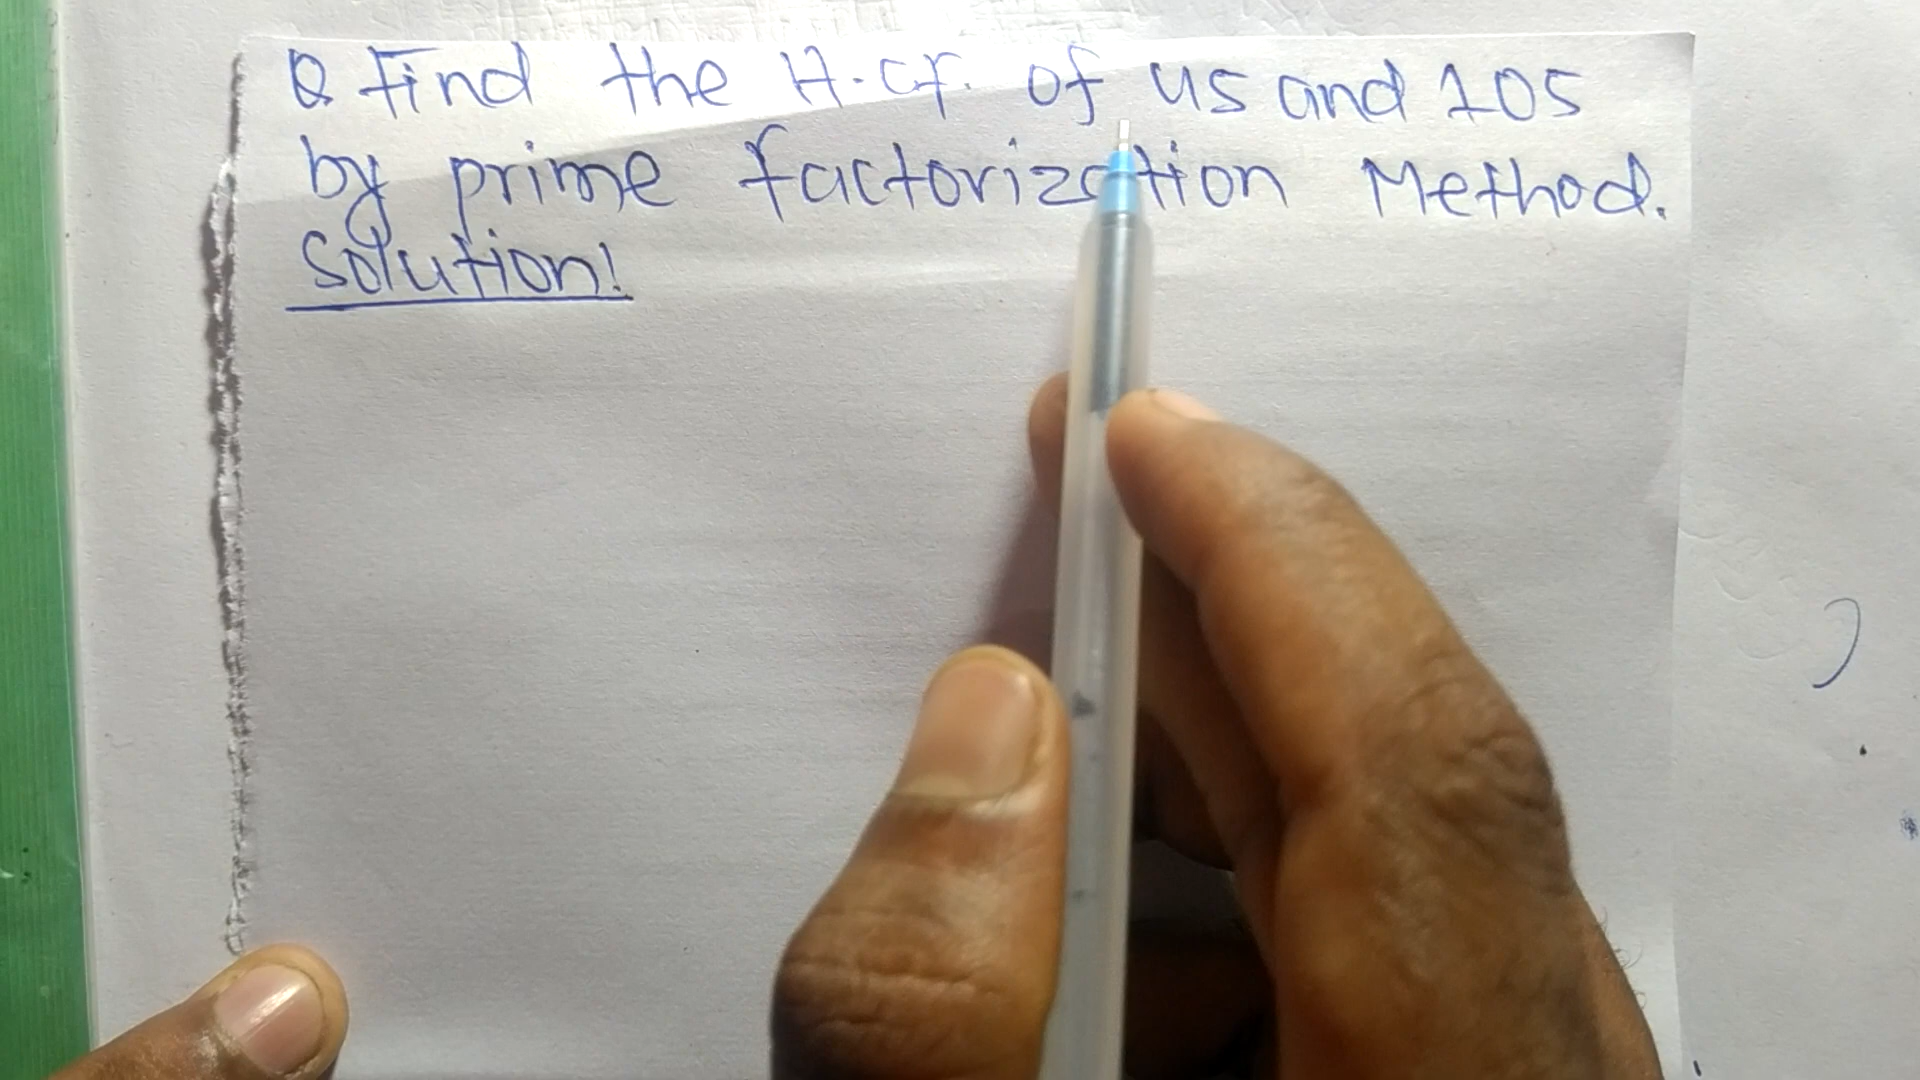 Q Find the H.C.F. of 45 and 105
by prime factorization Method.
Solution!